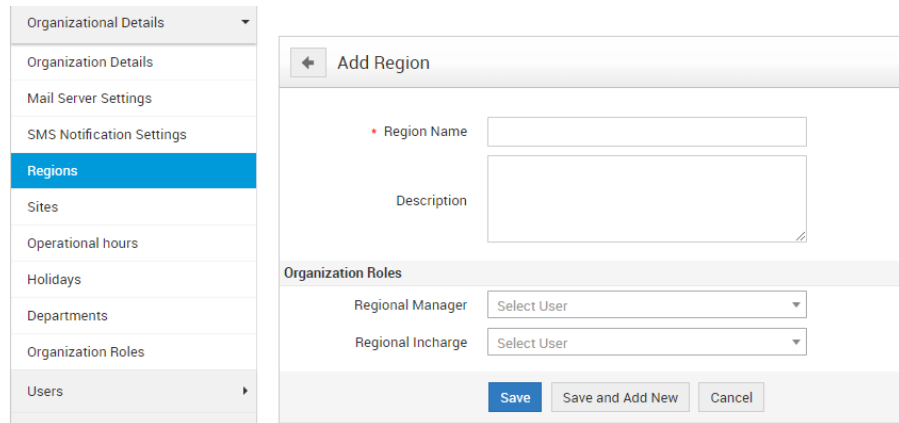 Organizational Details
Organization Details
Mail Server Settings
SMS Notification Settings
Regions
Sites
Operational hours
Holidays
Departments
Organization Roles
Users
Add Region
* Region Name
Description
Organization Roles
Regional Manager Select User
Regional Incharge Select User
Save Save and Add New Cancel